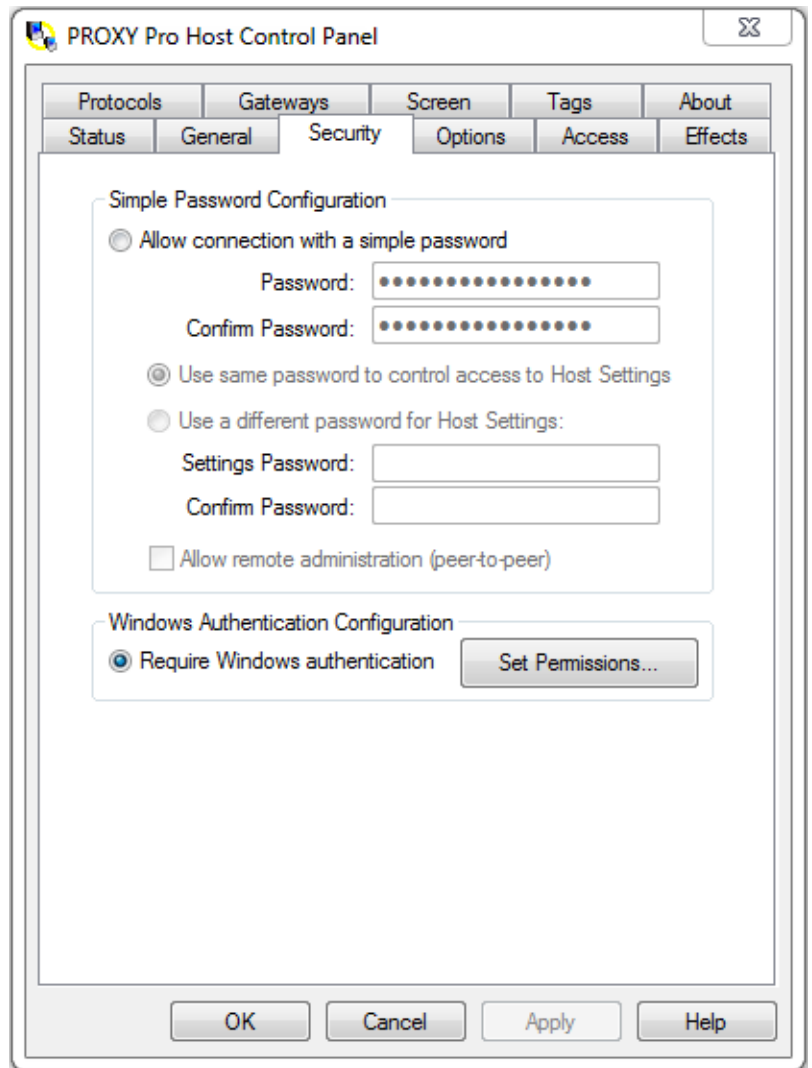 PROXY Pro Host Control Panel
Protocols Gateways Screen Tags About
Status General Security Options Access Effects
Simple Password Configuration
Allow connection with a simple password
Password: ●●●●●●●●●●●●●●●●
Confirm Password: ●●●●●●●●●●●●●●●●
Use same password to control access to Host Settings
Use a different password for Host Settings:
Settings Password:
Confirm Password:
Allow remote administration (peer-to-peer)
Windows Authentication Configuration
Require Windows authentication Set Permissions...
OK Cancel Apply Help